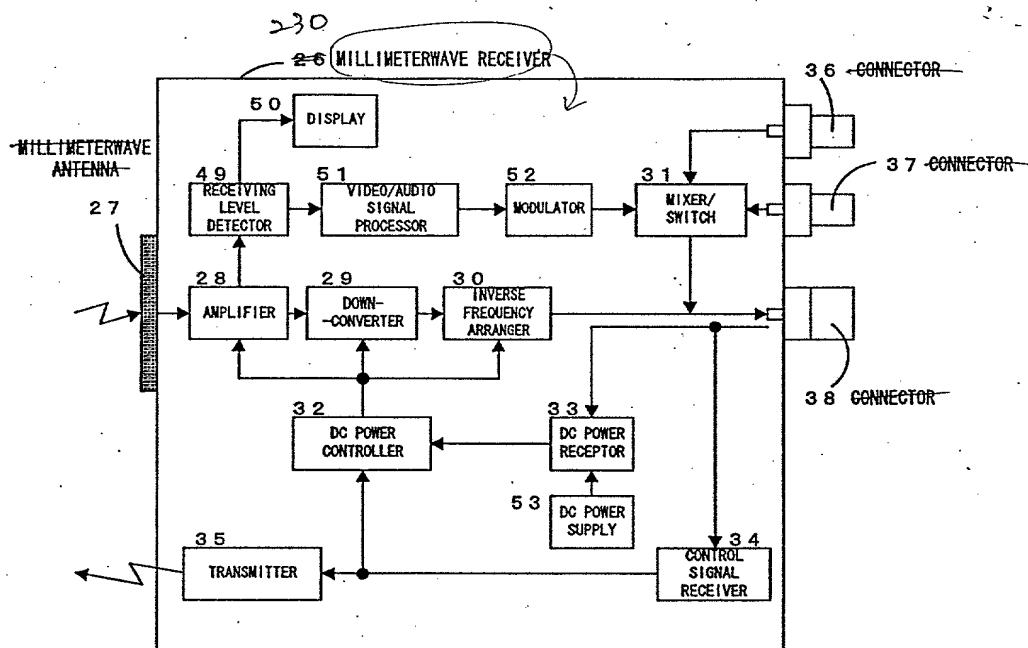 230
26 MILLIMETERWAVE RECEIVER
36 CONNECTOR
50
DISPLAY
MILLIMETERWAVE
ANTENNA
37 CONNECTOR
49
RECEIVING
LEVEL
DETECTOR
51
VIDEO/AUDIO
SIGNAL
PROCESSOR
52
MODULATOR
31
MIXER/
SWITCH
27
28
AMPLIFIER
29
DOWN-
-CONVERTER
30
INVERSE
FREQUENCY
ARRANGER
38 CONNECTOR
32
DC POWER
CONTROLLER
33
DC POWER
RECEPTOR
53
DC POWER
SUPPLY
35
TRANSMITTER
34
CONTROL
SIGNAL
RECEIVER